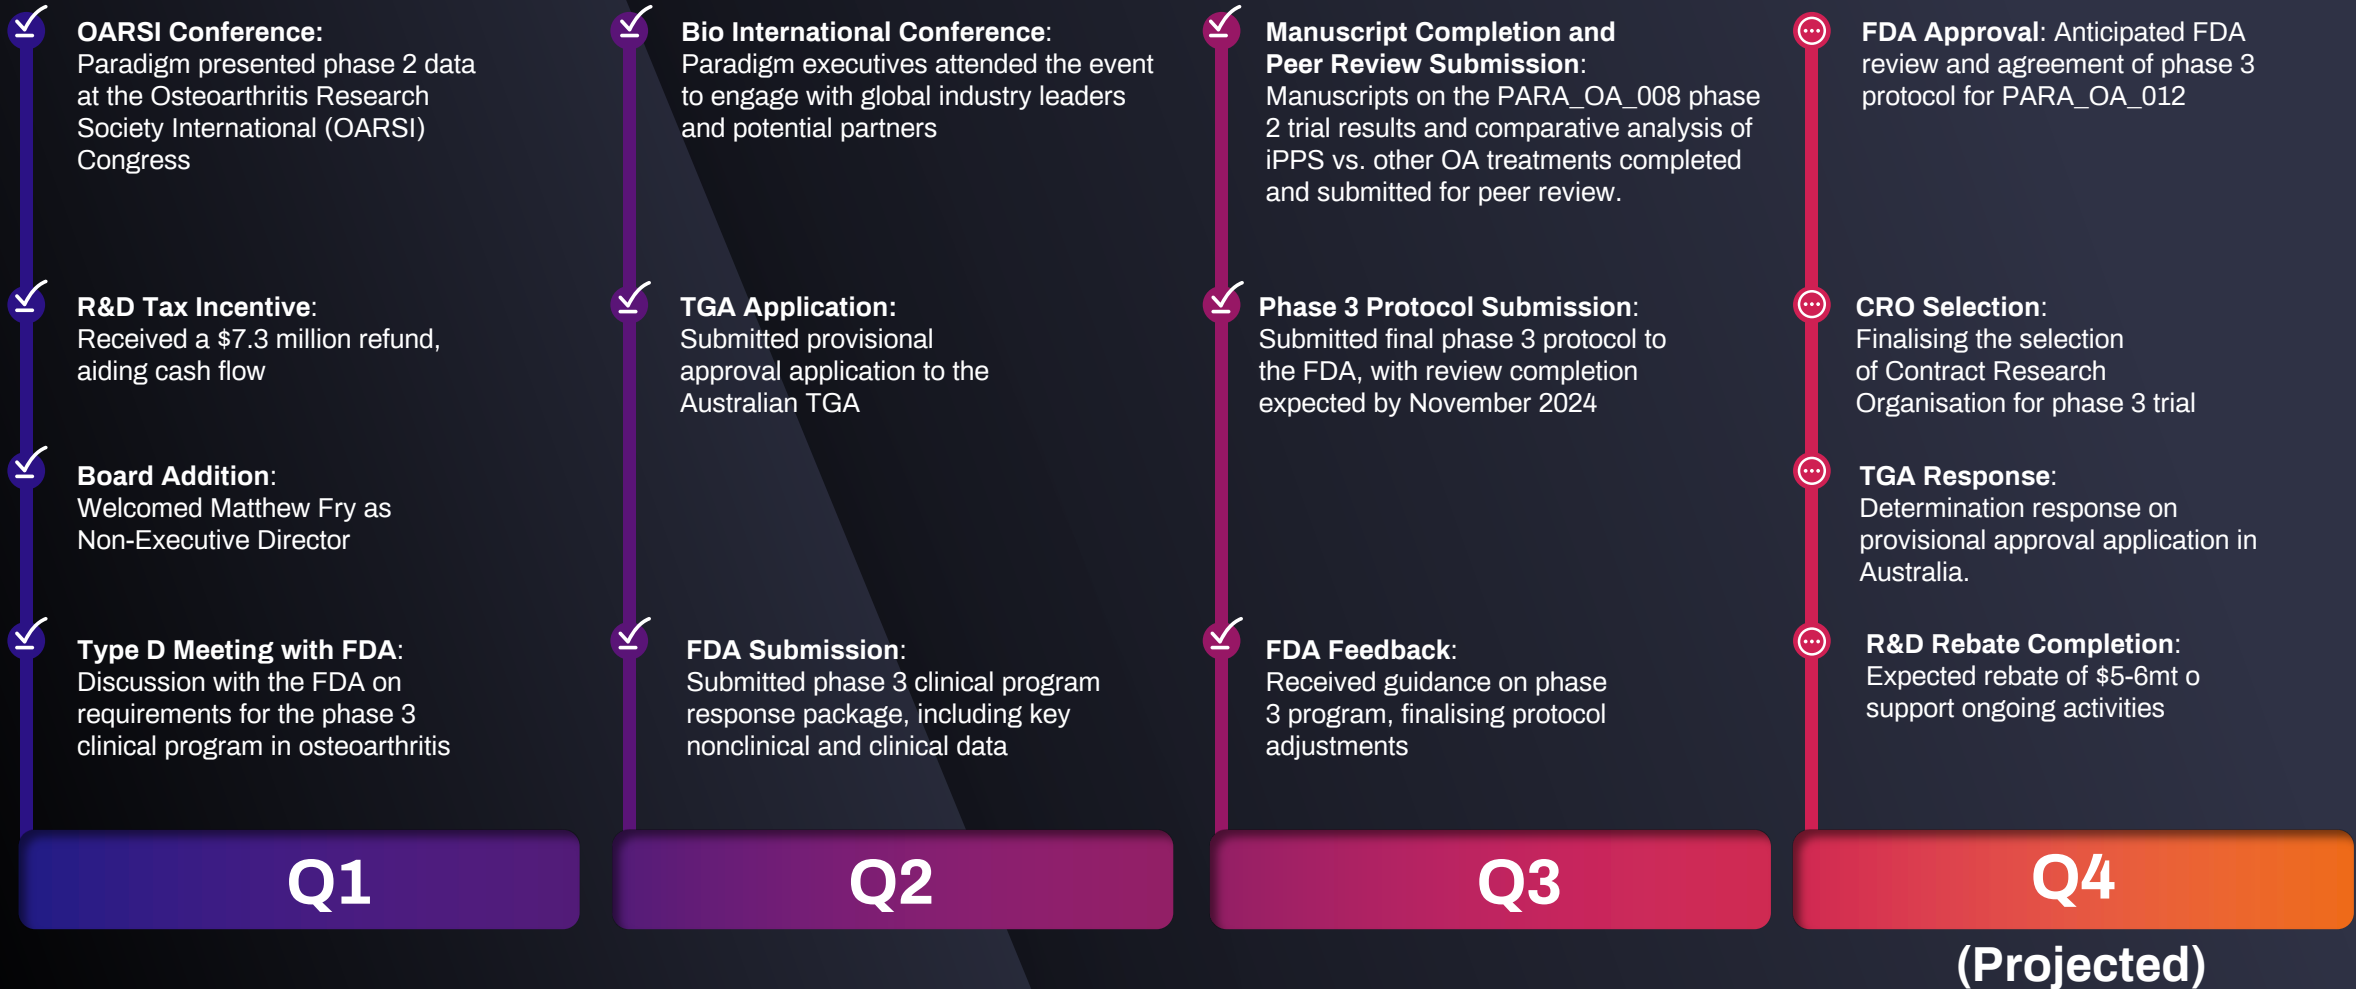 OARSI Conference:
Paradigm presented phase 2 data
at the Osteoarthritis Research
Society International (OARSI)
Congress
R&D Tax Incentive:
Received a $7.3 million refund,
aiding cash flow
Board Addition:
Welcomed Matthew Fry as
Non-Executive Director
Type D Meeting with FDA:
Discussion with the FDA on
requirements for the phase 3
clinical program in osteoarthritis
Q1
Bio International Conference:
Paradigm executives attended the event
to engage with global industry leaders
and potential partners
TGA Application:
Submitted provisional
approval application to the
Australian TGA
FDA Submission:
Submitted phase 3 clinical program
response package, including key
nonclinical and clinical data
Q2
Manuscript Completion and
Peer Review Submission:
Manuscripts on the PARA_OA_008 phase
2 trial results and comparative analysis of
iPPS vs. other OA treatments completed
and submitted for peer review.
Phase 3 Protocol Submission:
Submitted final phase 3 protocol to
the FDA, with review completion
expected by November 2024
FDA Feedback:
Received guidance on phase
3 program, finalising protocol
adjustments
Q3
FDA Approval: Anticipated FDA
review and agreement of phase 3
protocol for PARA_OA_012
CRO Selection:
Finalising the selection
of Contract Research
Organisation for phase 3 trial
TGA Response:
Determination response on
provisional approval application in
Australia.
R&D Rebate Completion:
Expected rebate of $5-6mt o
support ongoing activities
Q4
(Projected)